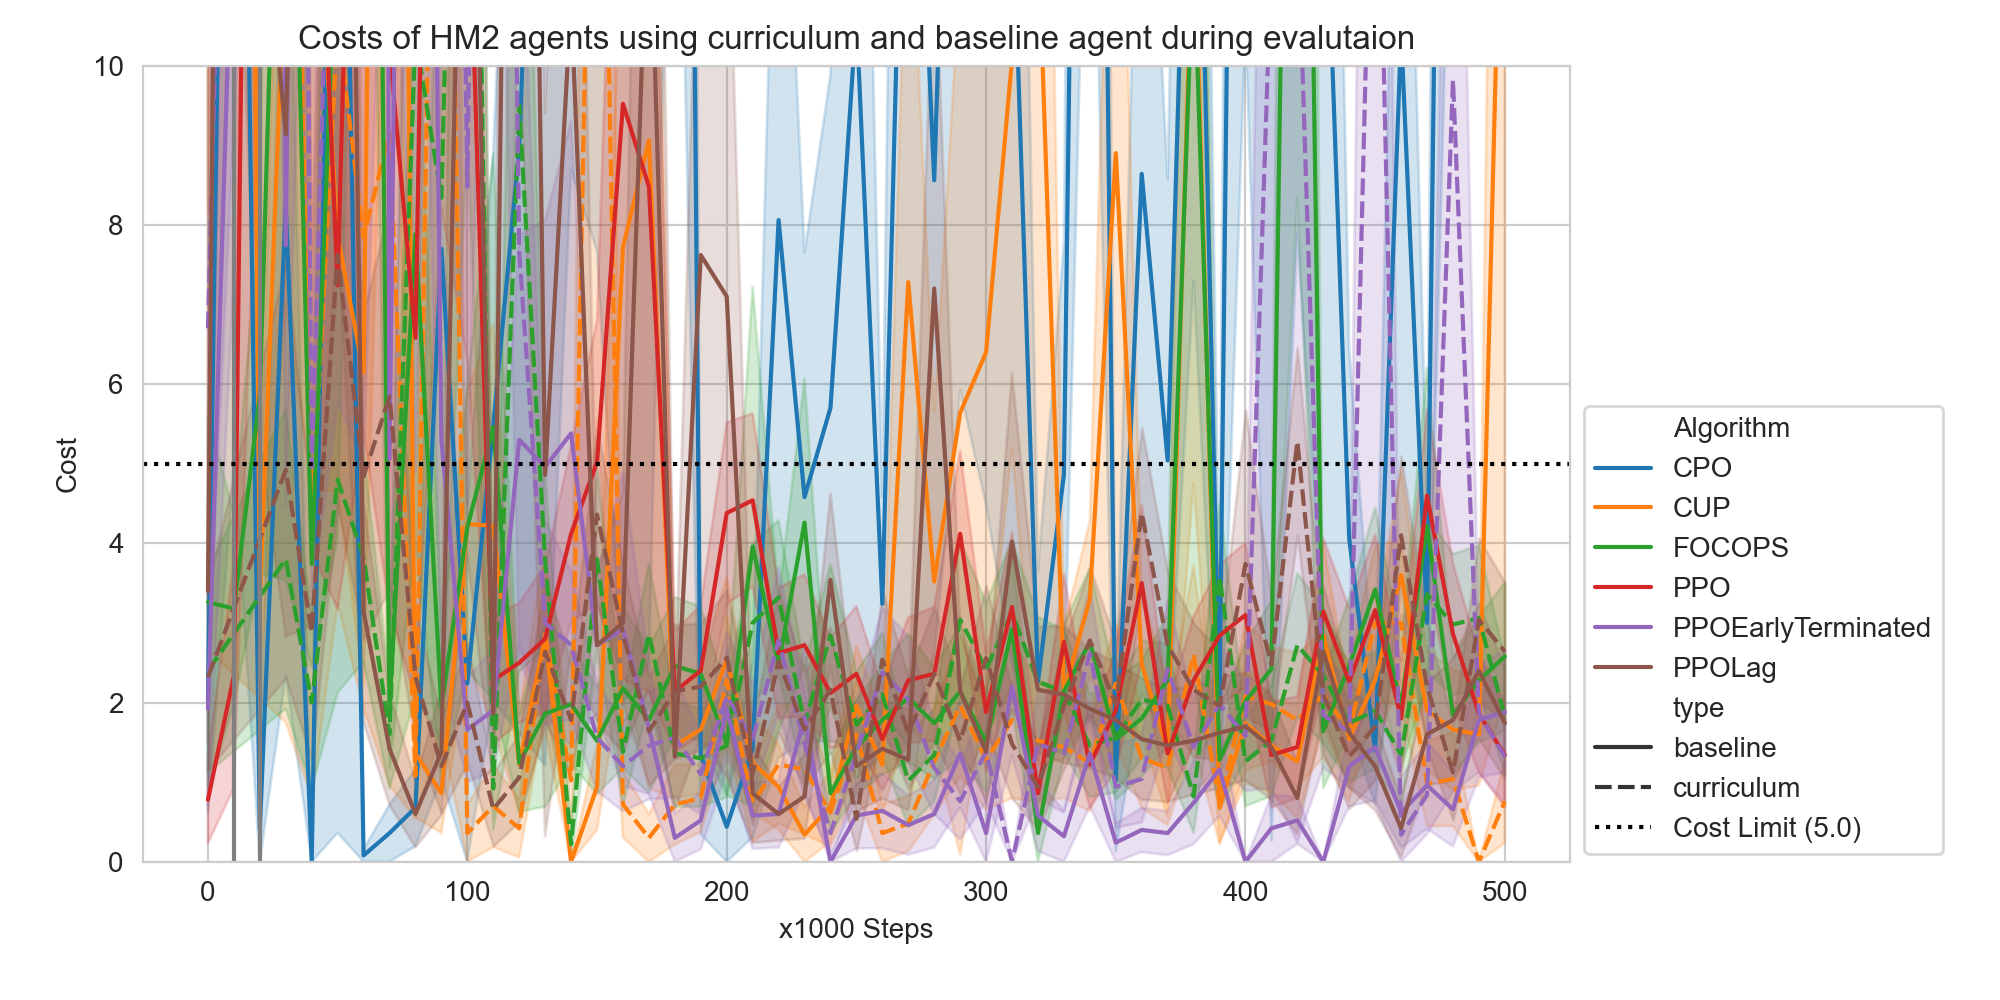 Costs of HM2 agents using curriculum and baseline agent during evalutaion
10
8
6
4
2
0
Cost
0 100 200 300 400 500
x1000 Steps
Algorithm
CPO
CUP
FOCOPS
PPO
PPOEarlyTerminated
PPOLag
type
baseline
curriculum
Cost Limit (5.0)